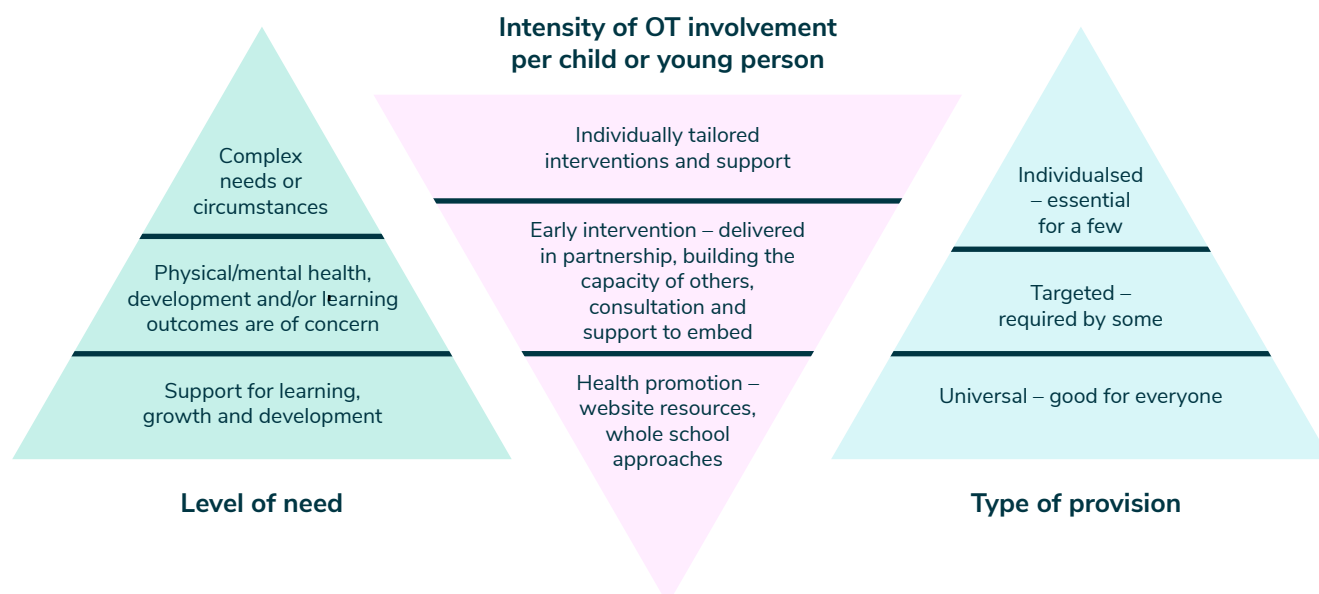 Intensity of OT involvement
per child or young person
Complex
needs or
circumstances
Physical/mental health,
development and/or learning
outcomes are of concern
Support for learning,
growth and development
Level of need
Individually tailored
interventions and support
Early intervention – delivered
in partnership, building the
capacity of others,
consultation and
support to embed
Health promotion –
website resources,
whole school
approaches
Individualsed
– essential
for a few
Targeted –
required by some
Universal – good for everyone
Type of provision